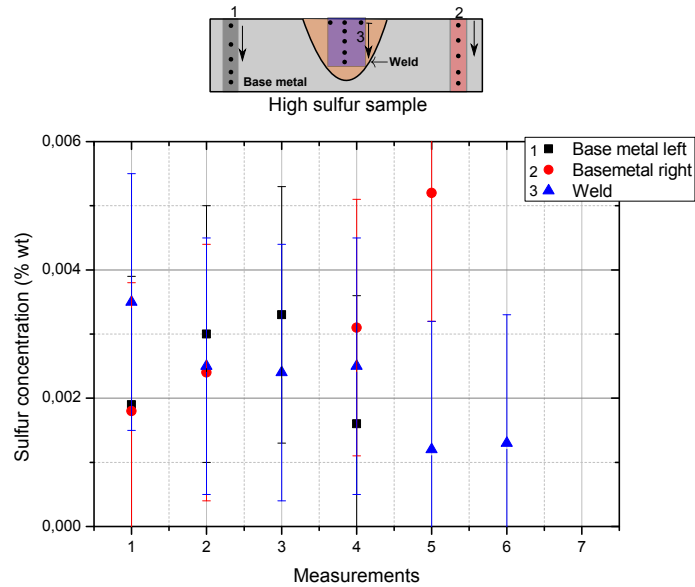 1
2
3
Weld
Base metal
High sulfur sample
0,006
0,004
0,002
0,000
Sulfur concentration (% wt)
1 Base metal left
2 Basemetal right
3 Weld
1 2 3 4 5 6 7
Measurements